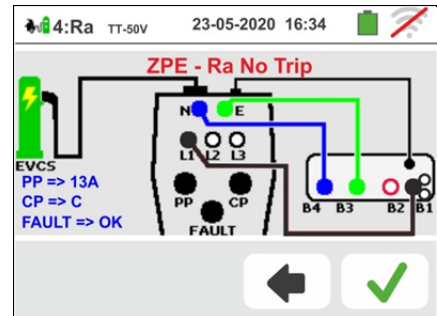 4:Ra TT-50V 23-05-2020 16:34
ZPE - Ra No Trip
N E
L1 L2 L3
EVCS
PP => 13A
CP => C
FAULT => OK
PP CP
FAULT
B4 B3 B2 B1